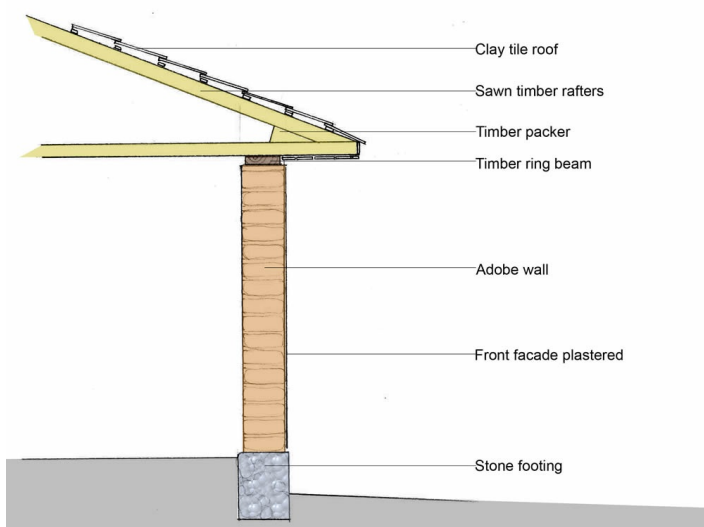 Clay tile roof
Sawn timber rafters
Timber packer
Timber ring beam
Adobe wall
Front facade plastered
Stone footing